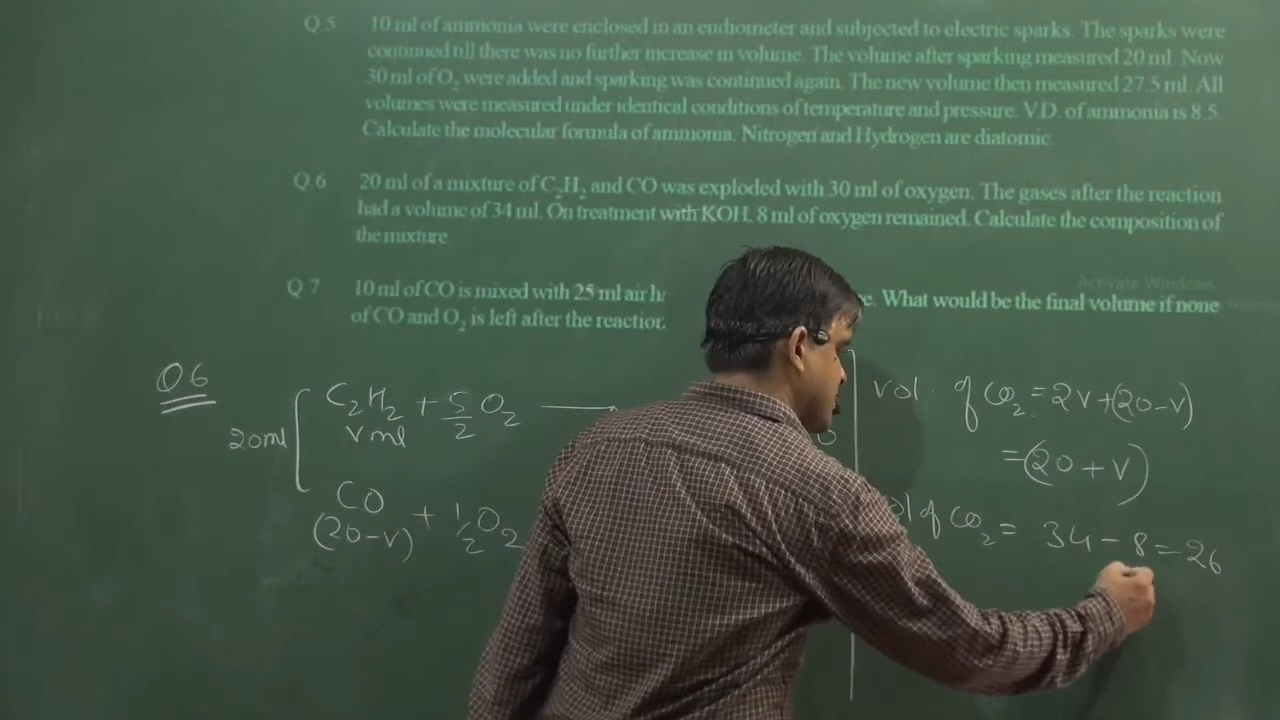 Q.5 10 ml of ammonia were enclosed in an eudiometer and subjected to electric sparks. The sparks were
continued till there was no further increase in volume. The volume after sparking measured 20 ml. Now
30 ml of O₂ were added and sparking was continued again. The new volume then measured 27.5 ml. All
volumes were measured under identical conditions of temperature and pressure. V.D. of ammonia is 8.5.
Calculate the molecular formula of ammonia. Nitrogen and Hydrogen are diatomic.
Q.6 20 ml of a mixture of C₂H₂ and CO was exploded with 30 ml of oxygen. The gases after the reaction
had a volume of 34 ml. On treatment with KOH, 8 ml of oxygen remained. Calculate the composition of
the mixture.
Activate Windows
Q.7 10 ml of CO is mixed with 25 ml air e. What would be the final volume if none
of CO and O₂ is left after the reaction.
Q6
20ml
C₂H₂ + 5/2 O₂ →
v ml
CO + 1/2 O₂
(20-v)
vol. of CO₂ = 2v+(20-v)
=(20+v)
of CO₂ = 34-8=26